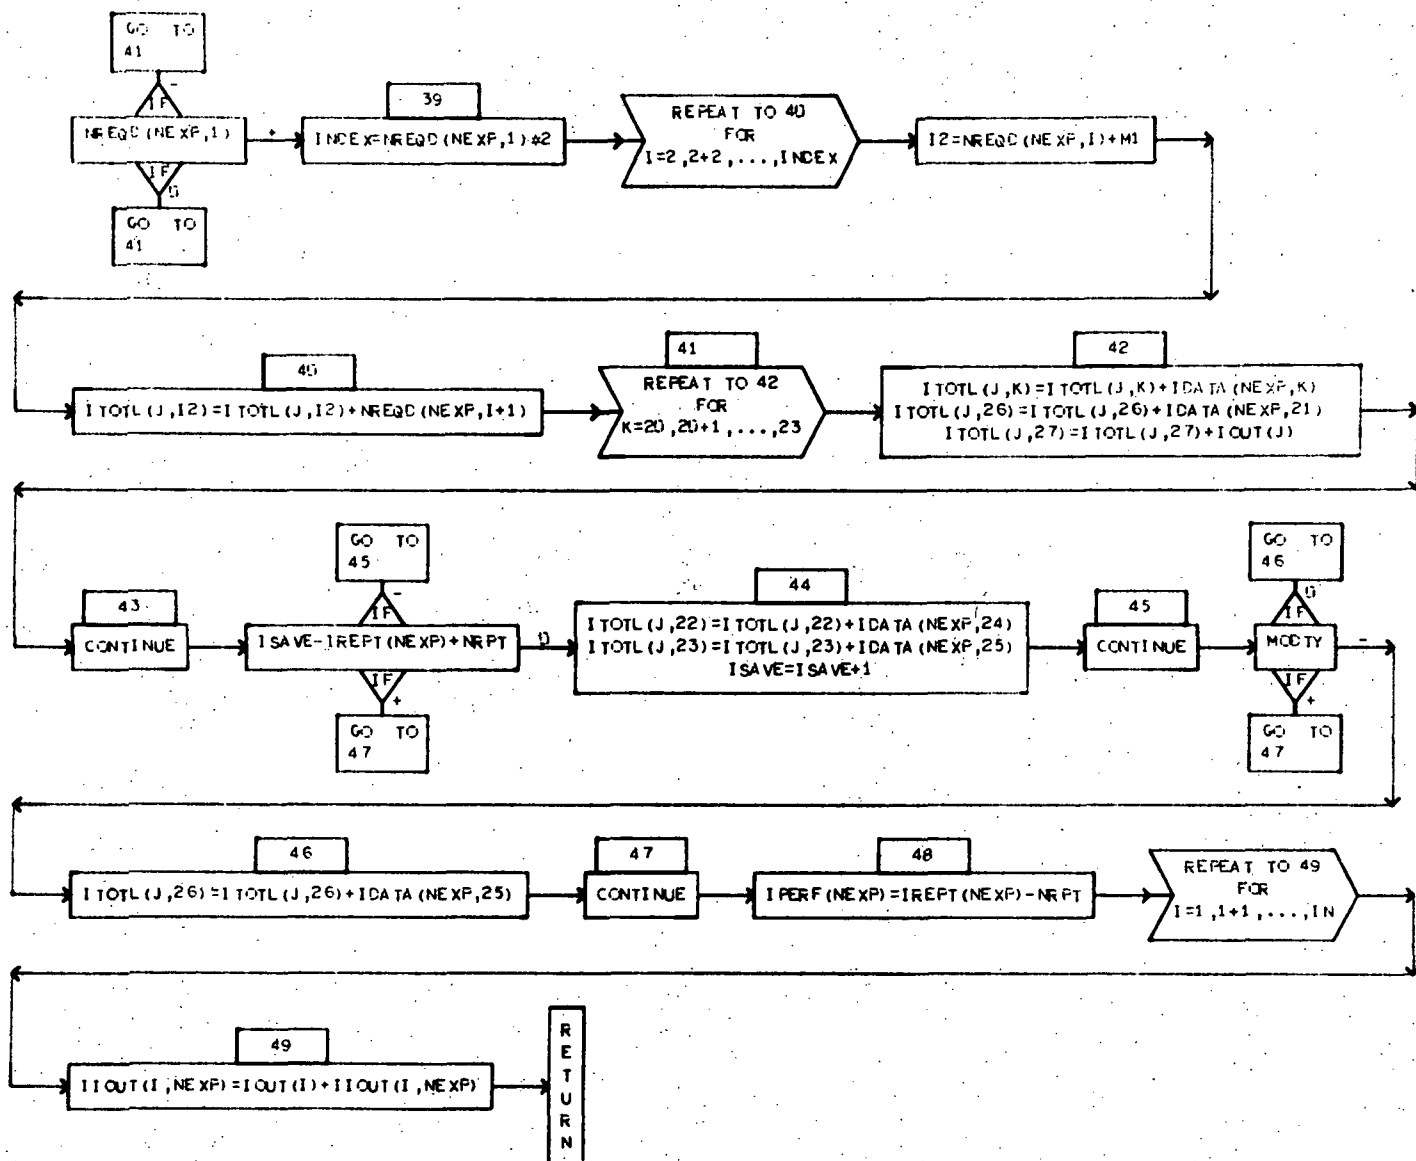 GO TO
41
-
IF
NREQD(NEXP,1)
+
IF
0
GO TO
41
39
INDEX=NREQD(NEXP,1)*2
REPEAT TO 40
FOR
I=2,2+2,...,INDEX
I2=NREQD(NEXP,I)+M1
40
ITOTL(J,I2)=ITOTL(J,I2)+NREQD(NEXP,I+1)
41
REPEAT TO 42
FOR
K=20,20+1,...,23
42
ITOTL(J,K)=ITOTL(J,K)+IDATA(NEXP,K)
ITOTL(J,26)=ITOTL(J,26)+IDATA(NEXP,21)
ITOTL(J,27)=ITOTL(J,27)+IOUT(J)
43
CONTINUE
GO TO
45
-
IF
ISAVE-IREPT(NEXP)+NRPT
0
IF
+
GO TO
47
44
ITOTL(J,22)=ITOTL(J,22)+IDATA(NEXP,24)
ITOTL(J,23)=ITOTL(J,23)+IDATA(NEXP,25)
ISAVE=ISAVE+1
45
CONTINUE
GO TO
46
0
IF
MODTY
-
IF
+
GO TO
47
46
ITOTL(J,26)=ITOTL(J,26)+IDATA(NEXP,25)
47
CONTINUE
48
IPERF(NEXP)=IREPT(NEXP)-NRPT
REPEAT TO 49
FOR
I=1,1+1,...,IN
49
IIOUT(I,NEXP)=IOUT(I)+IIOUT(I,NEXP)
RETURN